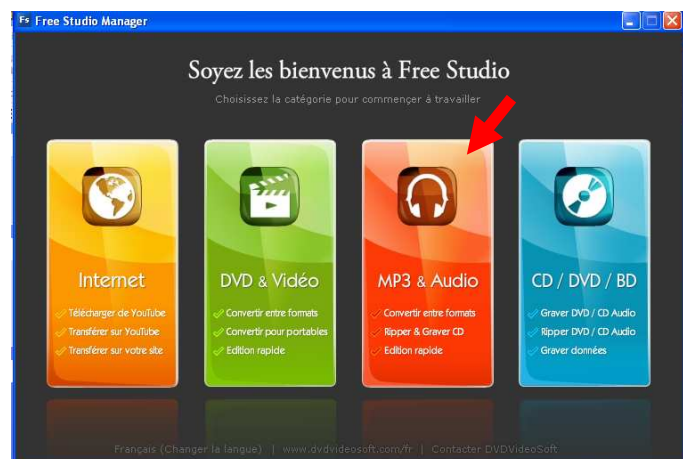 Fs Free Studio Manager
Soyez les bienvenus à Free Studio
Choisissez la catégorie pour commençer à travailler
Internet
Télécharger de YouTube
Transférer sur YouTube
Transférer sur votre site
DVD & Vidéo
Convertir entre formats
Convertir pour portables
Edition rapide
MP3 & Audio
Convertir entre formats
Ripper & Graver CD
Edition rapide
CD / DVD / BD
Graver DVD / CD Audio
Ripper DVD / CD Audio
Graver données
Français (Changer la langue) | www.dvdvideosoft.com/fr | Contacter DVDVideoSoft